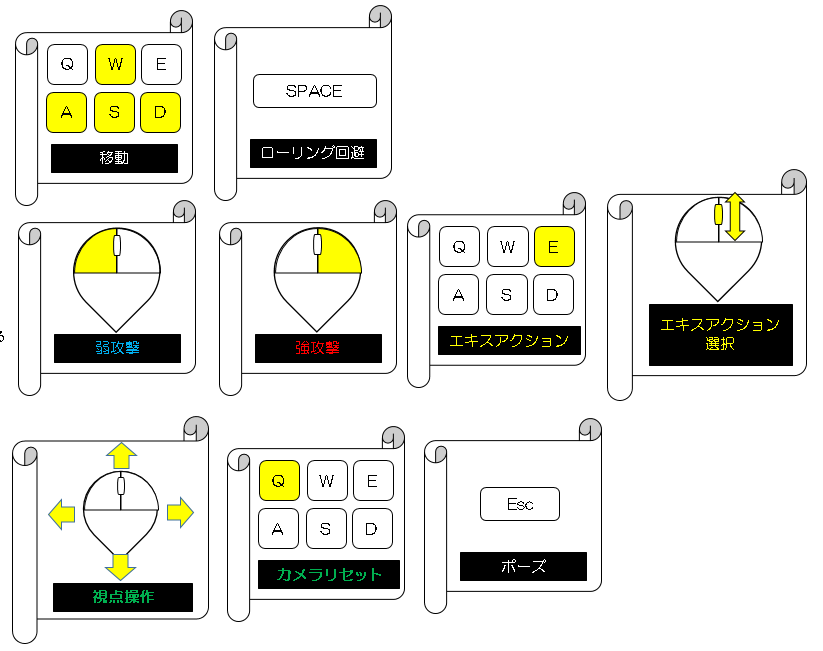 Q W E
A S D
移動
SPACE
ローリング回避
弱攻撃
強攻撃
Q W E
A S D
エキスアクション
エキスアクション
選択
視点操作
Q W E
A S D
カメラリセット
Esc
ポーズ